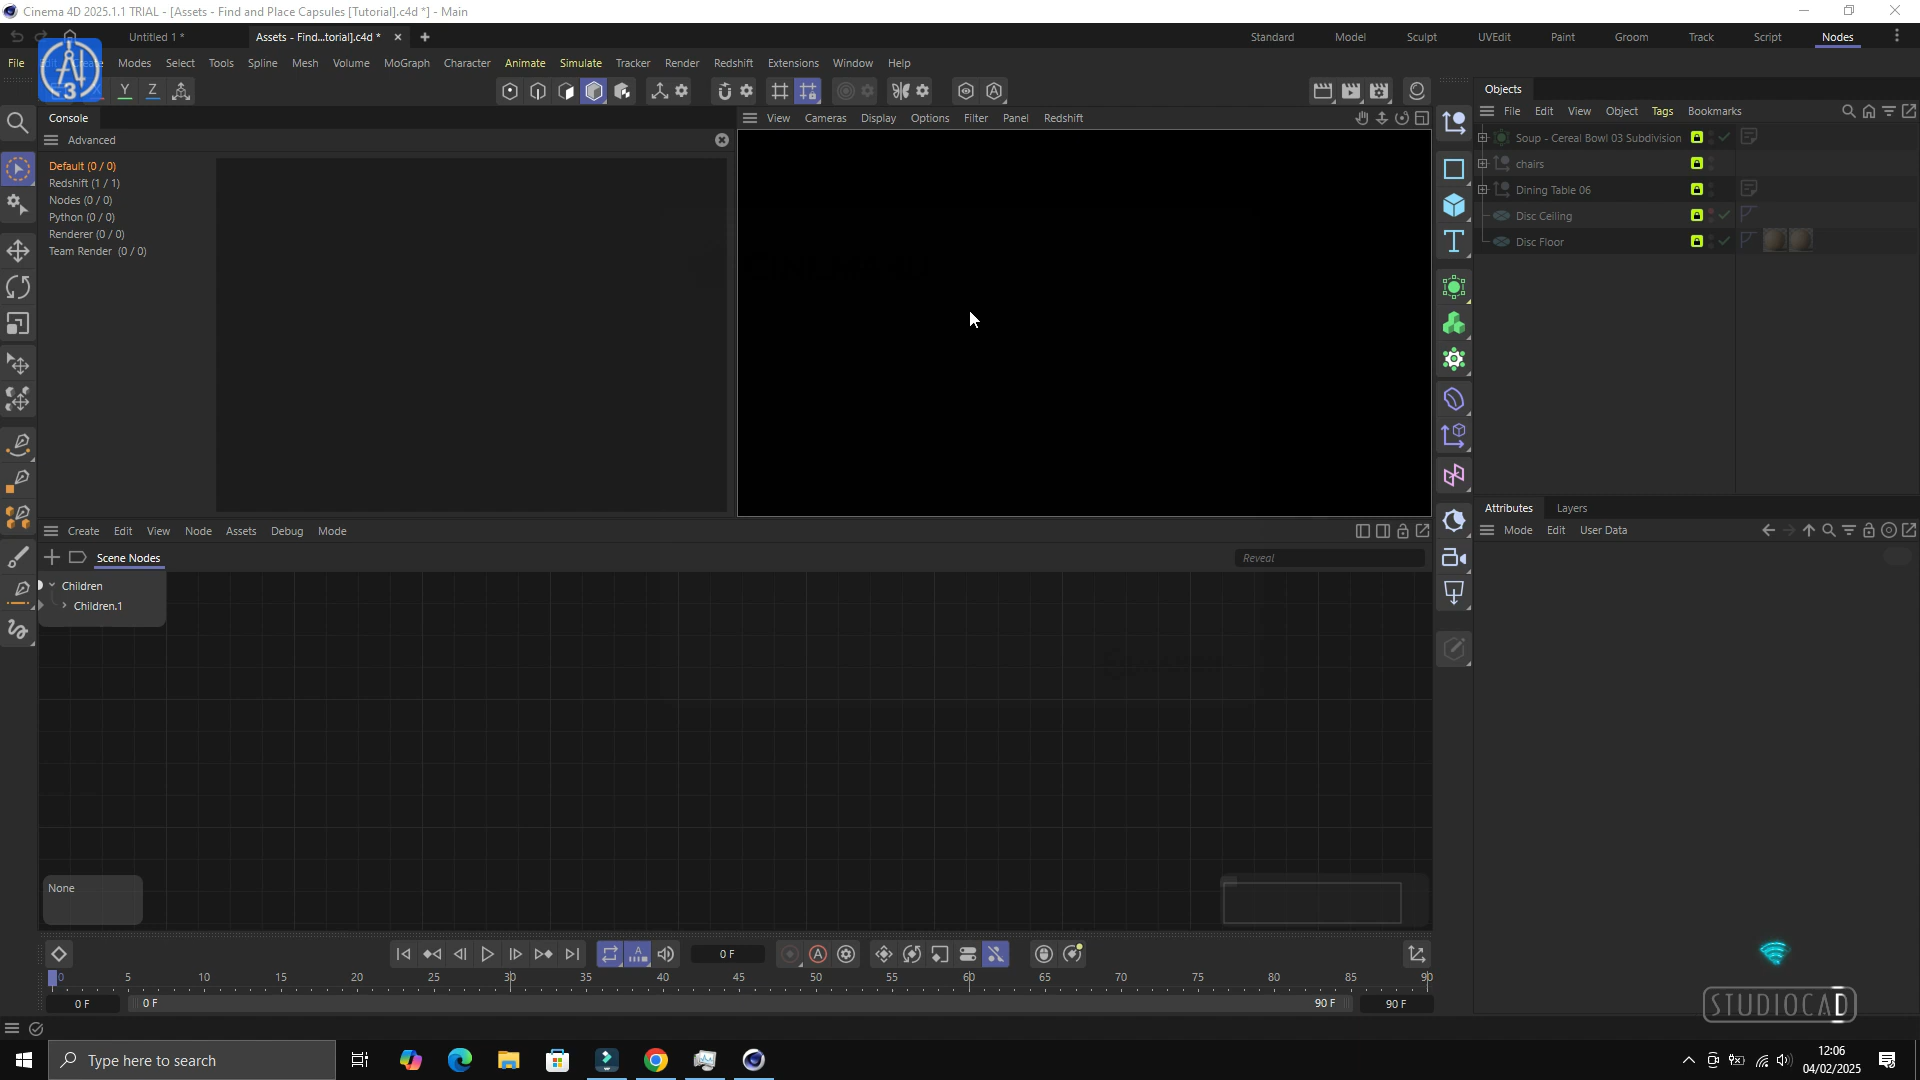 Cinema 4D 2025.1.1 TRIAL - [Assets - Find and Place Capsules [Tutorial].c4d *] - Main
Untitled 1 *
Assets - Find...torial].c4d *
Standard
Model
Sculpt
UVEdit
Paint
Groom
Track
Script
Nodes
File
Modes
Select
Tools
Spline
Mesh
Volume
MoGraph
Character
Animate
Simulate
Tracker
Render
Redshift
Extensions
Window
Help
3
Y
Z
Objects
Console
View
Cameras
Display
Options
Filter
Panel
Redshift
File
Edit
View
Object
Tags
Bookmarks
Advanced
Default (0 / 0)
Redshift (1 / 1)
Nodes (0 / 0)
Python (0 / 0)
Renderer (0 / 0)
Team Render (0 / 0)
Soup - Cereal Bowl 03 Subdivision
chairs
Dining Table 06
Disc Ceiling
Disc Floor
Attributes
Layers
Mode
Edit
User Data
Create
Edit
View
Node
Assets
Debug
Mode
Scene Nodes
Reveal
Children
Children.1
None
0 F
0
5
10
15
20
25
30
35
40
45
50
55
60
65
70
75
80
85
90
0 F
0 F
90 F
90 F
STUDIOCAD
Type here to search
12:06
04/02/2025